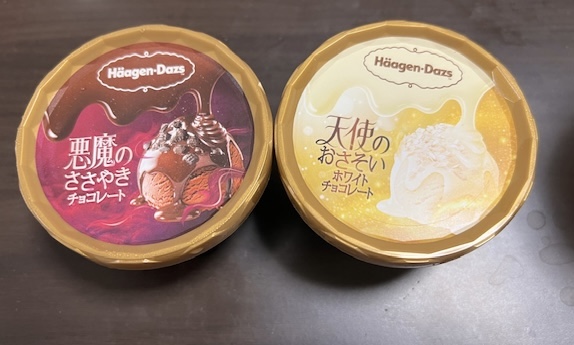 Häagen-Dazs
悪魔の
ささやき
チョコレート
Häagen-Dazs
天使の
おさそい
ホワイト
チョコレート